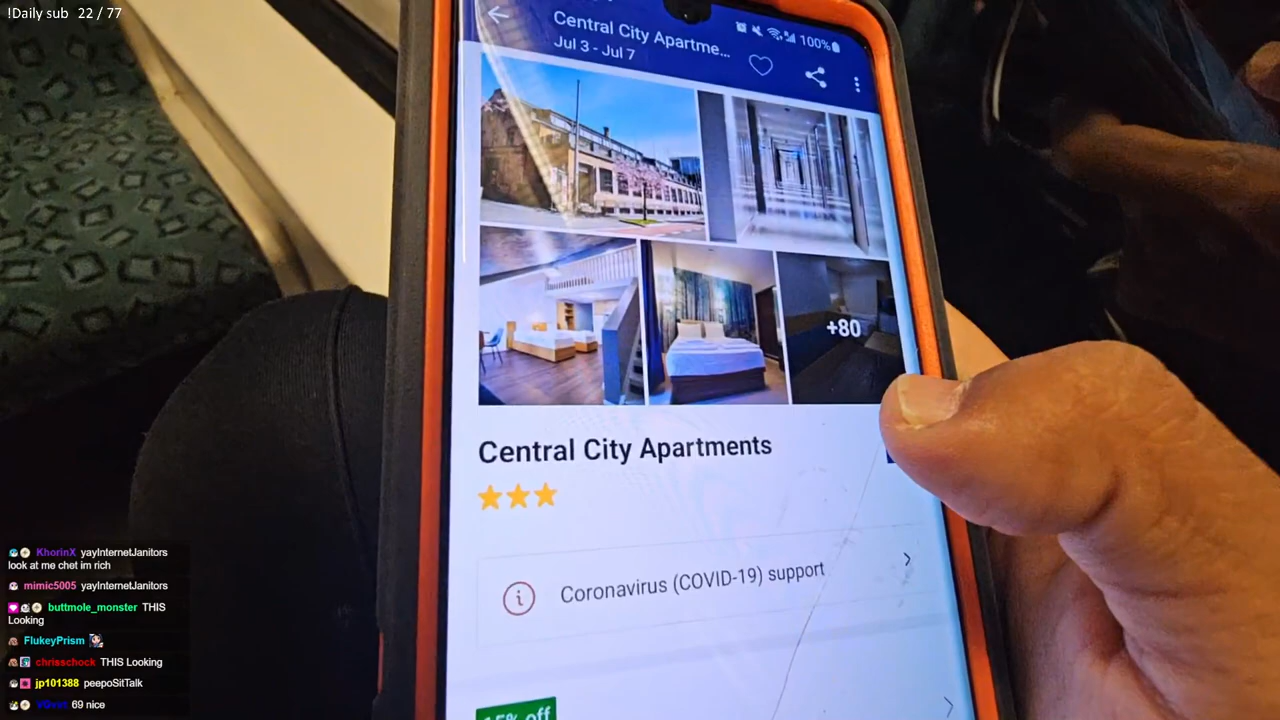 !Daily sub 22 / 77
Central City Apartme...
Jul 3 - Jul 7
100%
+80
Central City Apartments
Coronavirus (COVID-19) support
15% off
KhorinX yayInternetJanitors
look at me chet im rich
mimic5005 yayInternetJanitors
buttmole_monster THIS
Looking
FlukeyPrism
chrisschock THIS Looking
jp101388 peepoSitTalk
69 nice